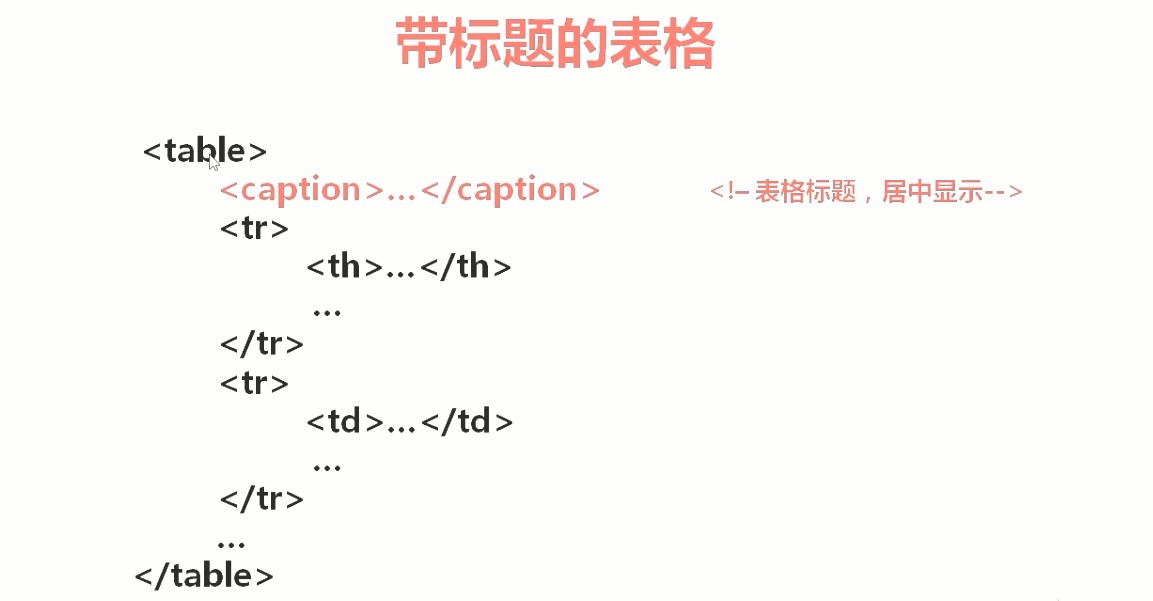 带标题的表格
<table>
<caption>...</caption> <!– 表格标题，居中显示-->
<tr>
<th>...</th>
...
</tr>
<tr>
<td>...</td>
...
</tr>
...
</table>